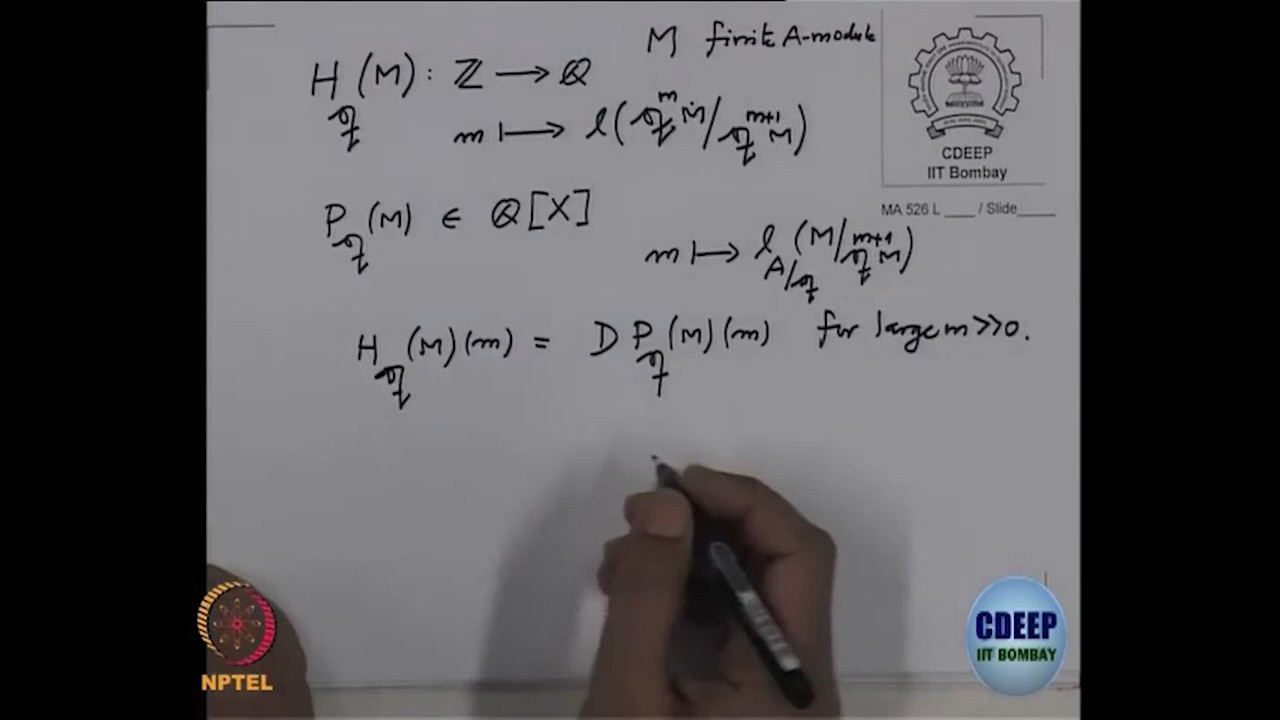 M finite A-module
H_𝔮(M) : ℤ ⟶ ℚ
m ⟼ l(𝔮^m M/𝔮^{m+1} M)
P_𝔮(M) ∈ ℚ[X]
m ⟼ l_{A/𝔮}(M/𝔮^{m+1} M)
H_𝔮(M)(m) = D P_𝔮(M)(m) for large m >> 0.
CDEEP
IIT Bombay
MA 526 L ____ / Slide_____
NPTEL
CDEEP
IIT BOMBAY